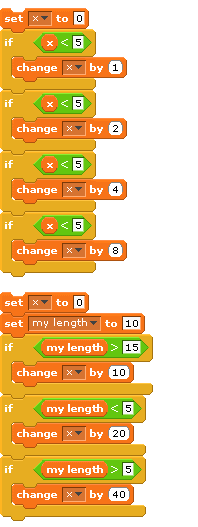 set x to 0
if x < 5
change x by 1
if x < 5
change x by 2
if x < 5
change x by 4
if x < 5
change x by 8
set x to 0
set my length to 10
if my length > 15
change x by 10
if my length < 5
change x by 20
if my length > 5
change x by 40